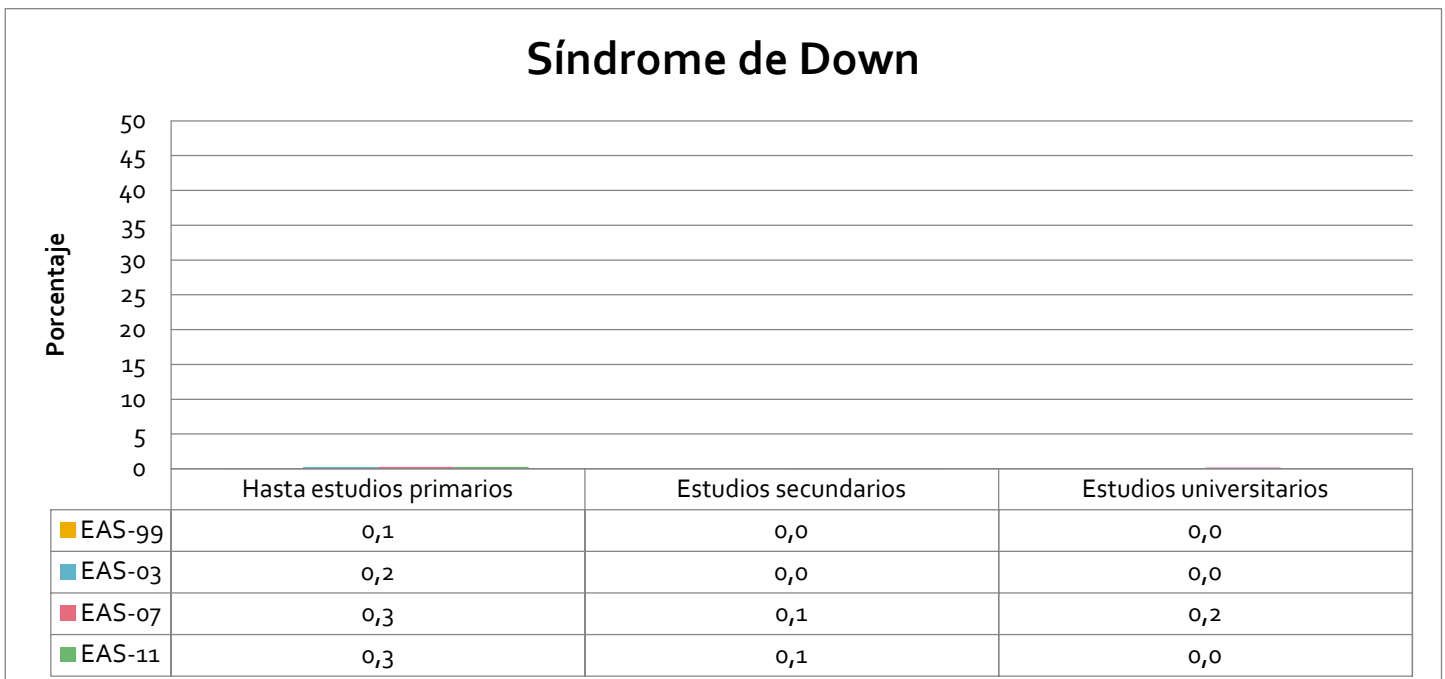 Síndrome de Down
Porcentaje
50
45
40
35
30
25
20
15
10
5
0
Hasta estudios primarios Estudios secundarios Estudios universitarios
EAS-99 0,1 0,0 0,0
EAS-03 0,2 0,0 0,0
EAS-07 0,3 0,1 0,2
EAS-11 0,3 0,1 0,0